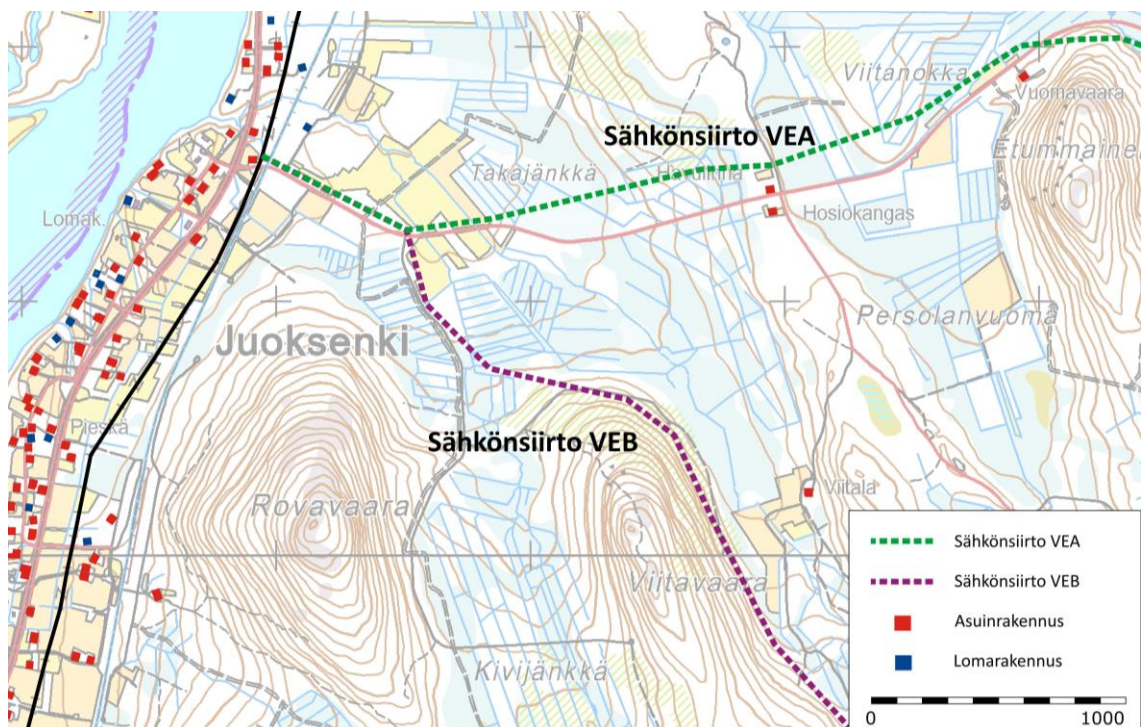 Sähkönsiirto VEA
Viitanokka
Vuomavaara
Etummainen
Takajänkkä
Hosiokangas
Lomak.
Persolanvuoma
Juoksenki
Pieskä
Sähkönsiirto VEB
Viitala
Rovavaara
Viitavaara
Kivijänkkä
Sähkönsiirto VEA
Sähkönsiirto VEB
Asuinrakennus
Lomarakennus
0 1000